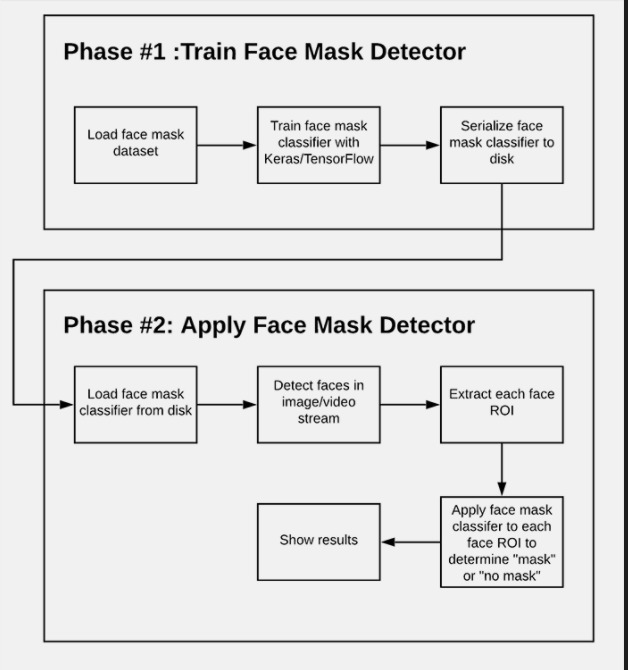 Phase #1 :Train Face Mask Detector
Load face mask
dataset
Train face mask
classifier with
Keras/TensorFlow
Serialize face
mask classifier to
disk
Phase #2: Apply Face Mask Detector
Load face mask
classifier from disk
Detect faces in
image/video
stream
Extract each face
ROI
Apply face mask
classifer to each
face ROI to
determine "mask"
or "no mask"
Show results